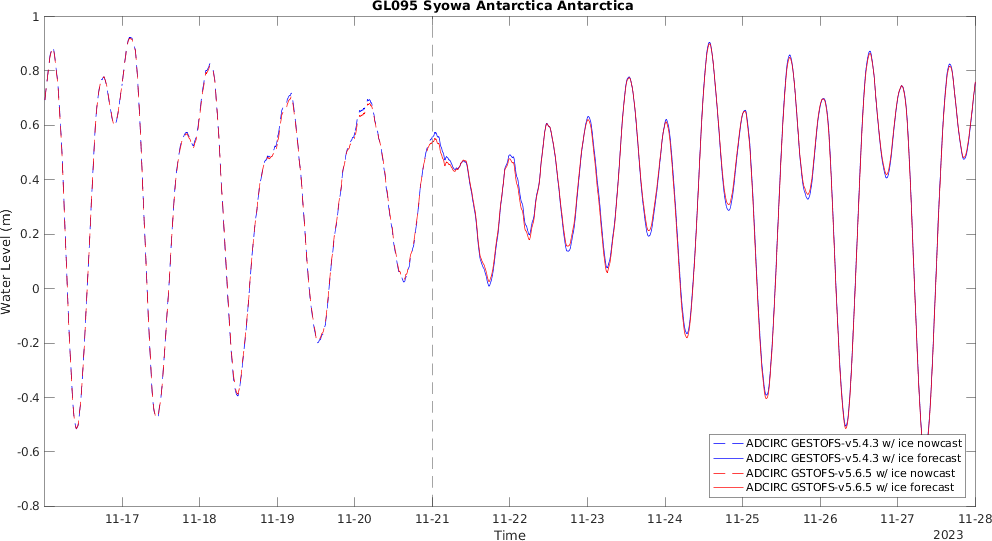 GL095 Syowa Antarctica Antarctica
1
0.8
0.6
0.4
0.2
0
-0.2
-0.4
-0.6
-0.8
Water Level (m)
ADCIRC GESTOFS-v5.4.3 w/ ice nowcast
ADCIRC GESTOFS-v5.4.3 w/ ice forecast
ADCIRC GSTOFS-v5.6.5 w/ ice nowcast
ADCIRC GSTOFS-v5.6.5 w/ ice forecast
11-17 11-18 11-19 11-20 11-21 11-22 11-23 11-24 11-25 11-26 11-27 11-28
Time
2023